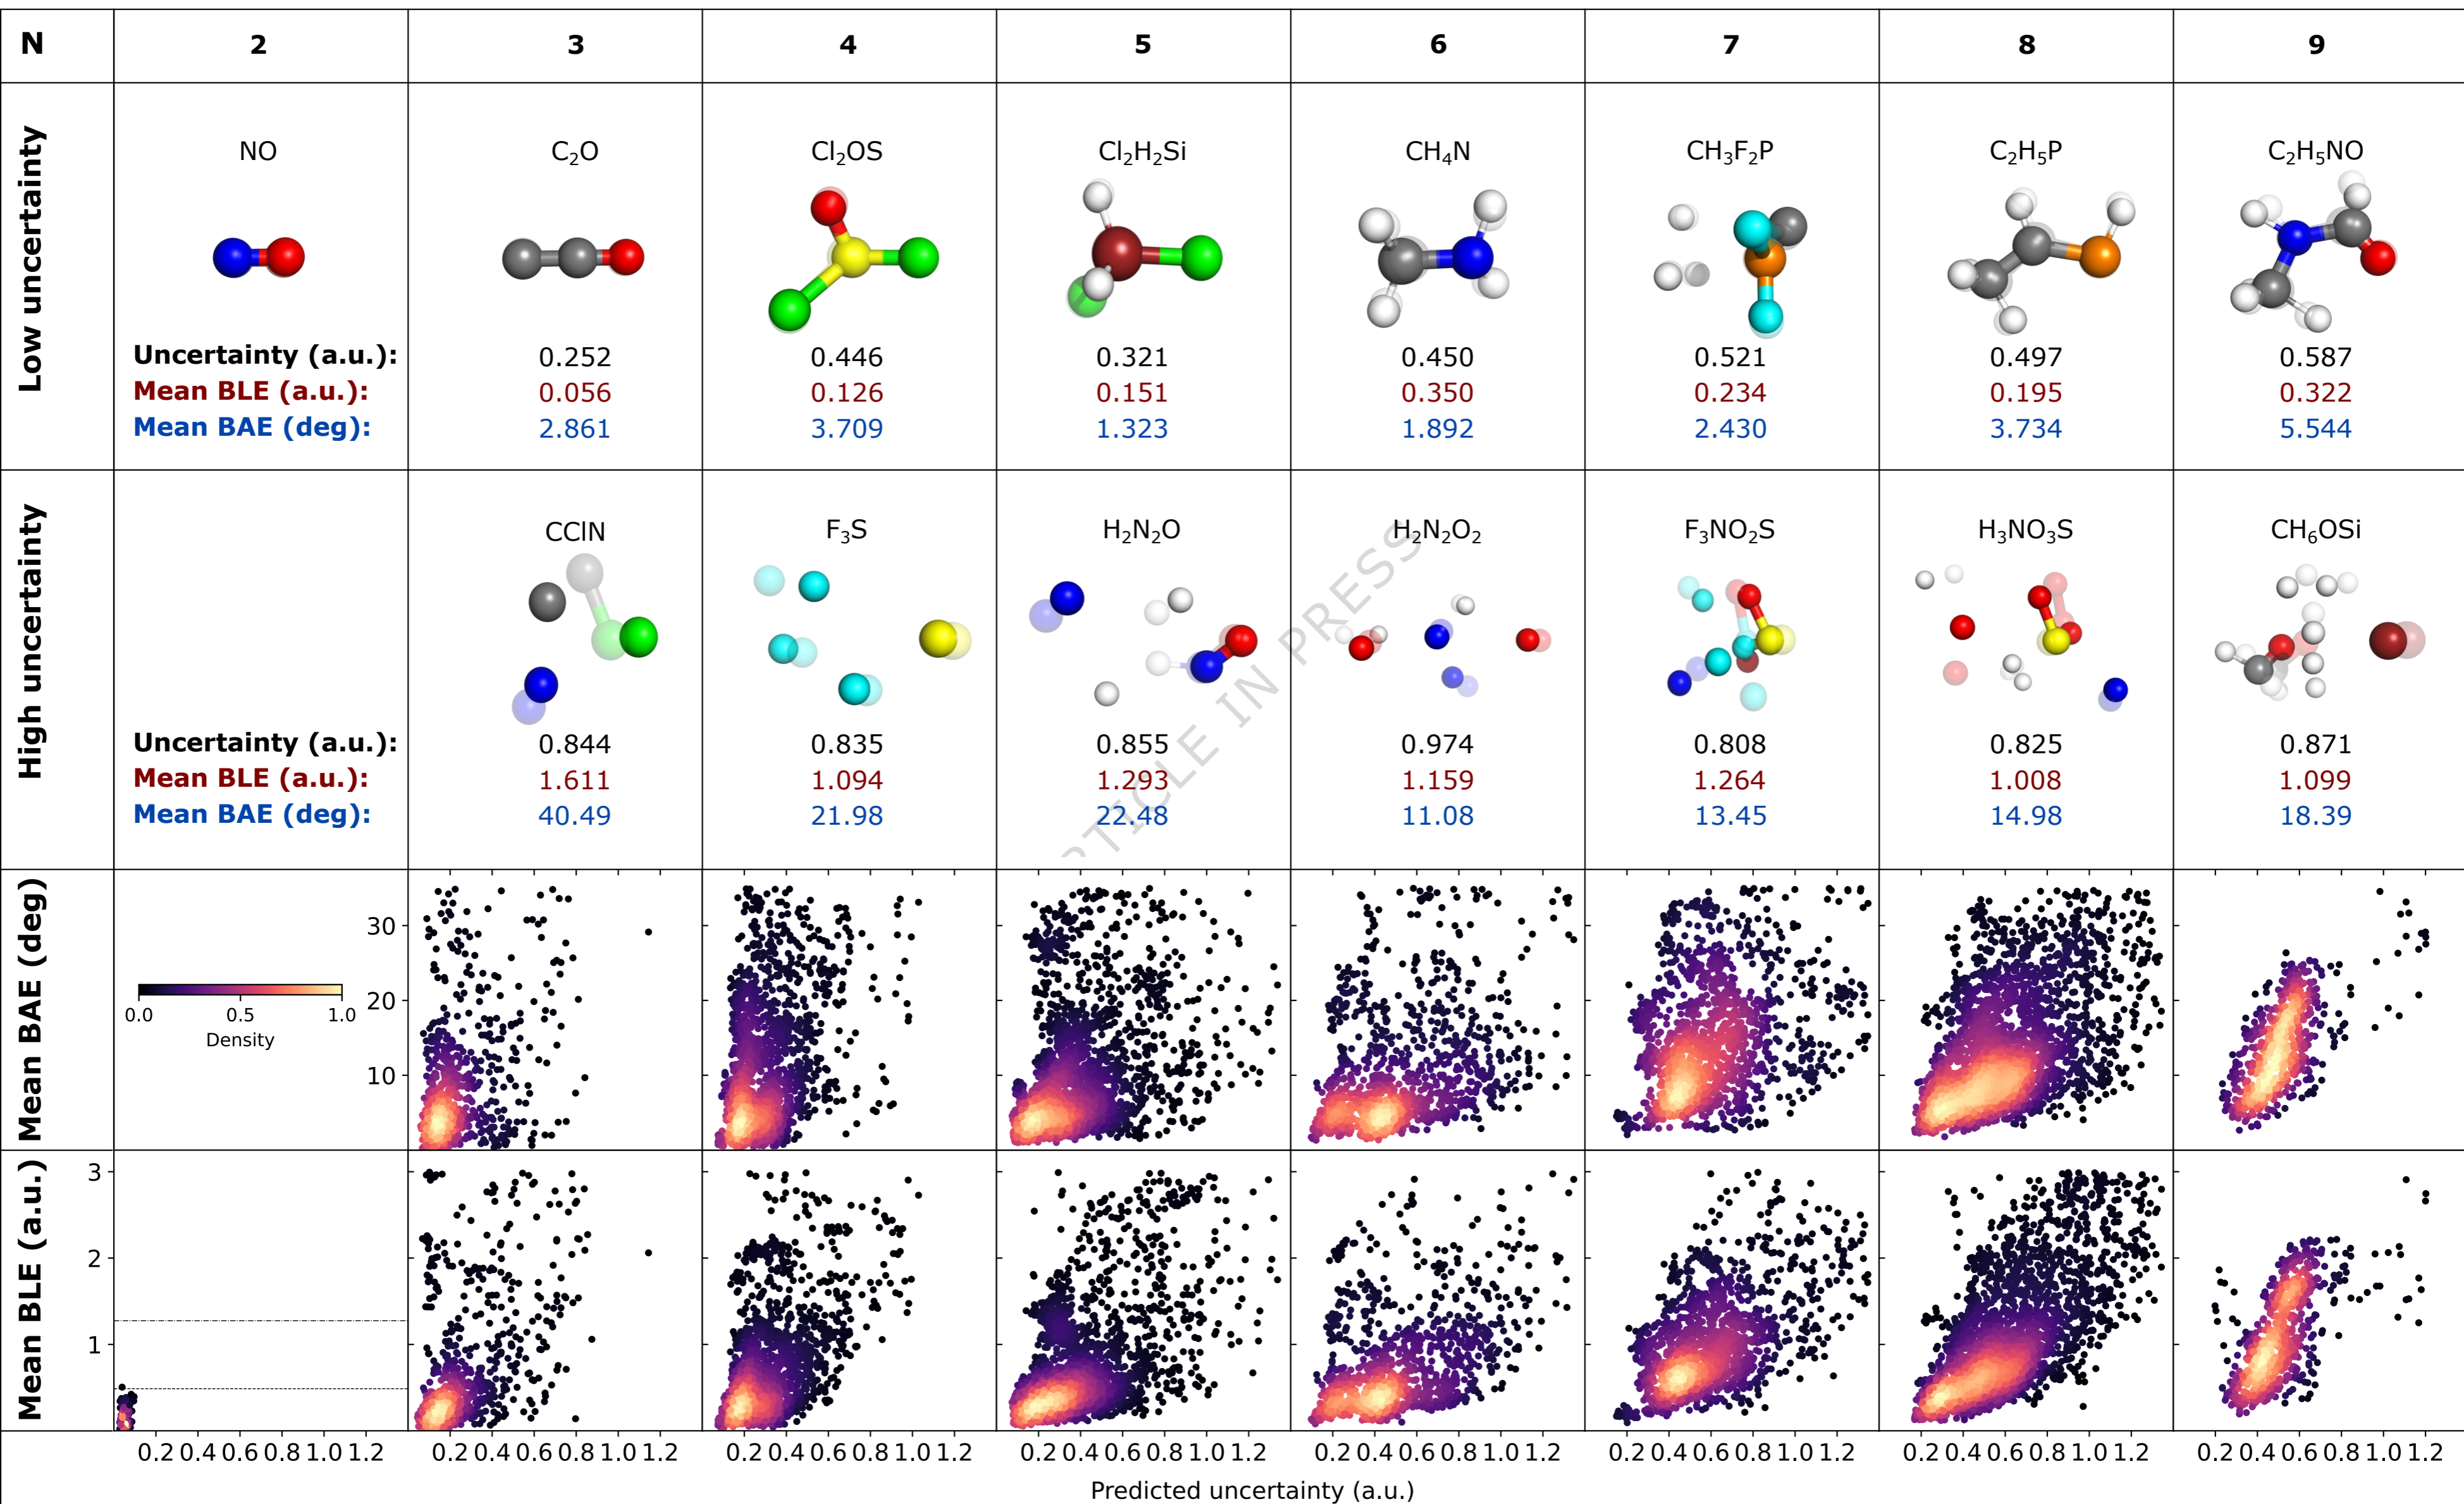 N 2 3 4 5 6 7 8 9
Low uncertainty
NO C₂O Cl₂OS Cl₂H₂Si CH₄N CH₃F₂P C₂H₅P C₂H₅NO
Uncertainty (a.u.): 0.252 0.446 0.321 0.450 0.521 0.497 0.587
Mean BLE (a.u.): 0.056 0.126 0.151 0.350 0.234 0.195 0.322
Mean BAE (deg): 2.861 3.709 1.323 1.892 2.430 3.734 5.544
High uncertainty
CClN F₃S H₂N₂O H₂N₂O₂ F₃NO₂S H₃NO₃S CH₆OSi
Uncertainty (a.u.): 0.844 0.835 0.855 0.974 0.808 0.825 0.871
Mean BLE (a.u.): 1.611 1.094 1.293 1.159 1.264 1.008 1.099
Mean BAE (deg): 40.49 21.98 22.48 11.08 13.45 14.98 18.39
RTICLE IN PRESS
Mean BAE (deg)
30
20
10
0.0 0.5 1.0
Density
Mean BLE (a.u.)
3
2
1
0.2 0.4 0.6 0.8 1.0 1.2 0.2 0.4 0.6 0.8 1.0 1.2 0.2 0.4 0.6 0.8 1.0 1.2 0.2 0.4 0.6 0.8 1.0 1.2 0.2 0.4 0.6 0.8 1.0 1.2 0.2 0.4 0.6 0.8 1.0 1.2 0.2 0.4 0.6 0.8 1.0 1.2 0.2 0.4 0.6 0.8 1.0 1.2
Predicted uncertainty (a.u.)